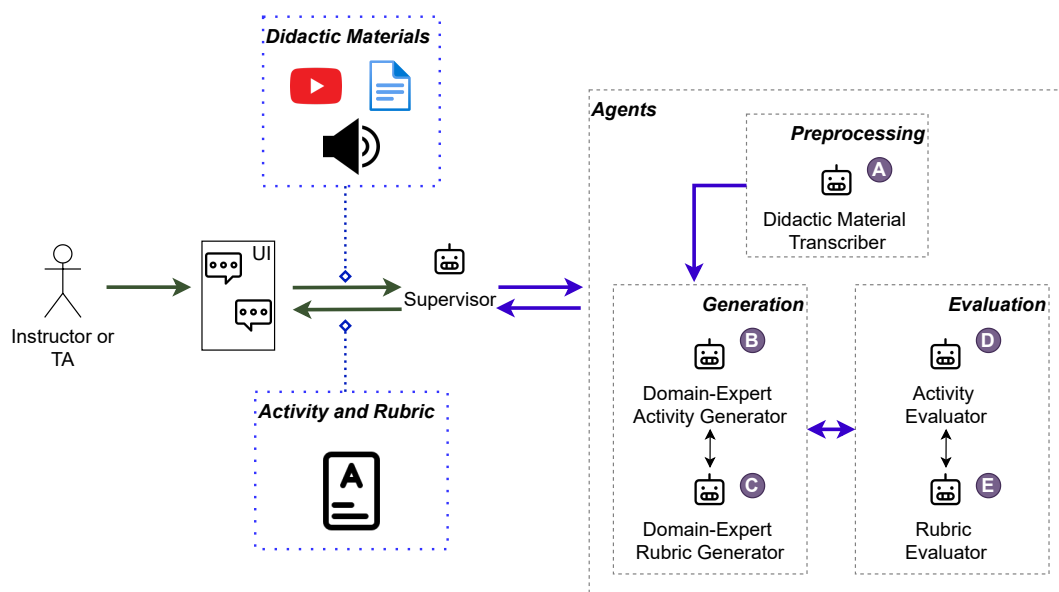 Didactic Materials
Agents
Preprocessing
A
Didactic Material
Transcriber
UI
Instructor or
TA
Supervisor
Activity and Rubric
A
Generation
B
Domain-Expert
Activity Generator
C
Domain-Expert
Rubric Generator
Evaluation
D
Activity
Evaluator
E
Rubric
Evaluator